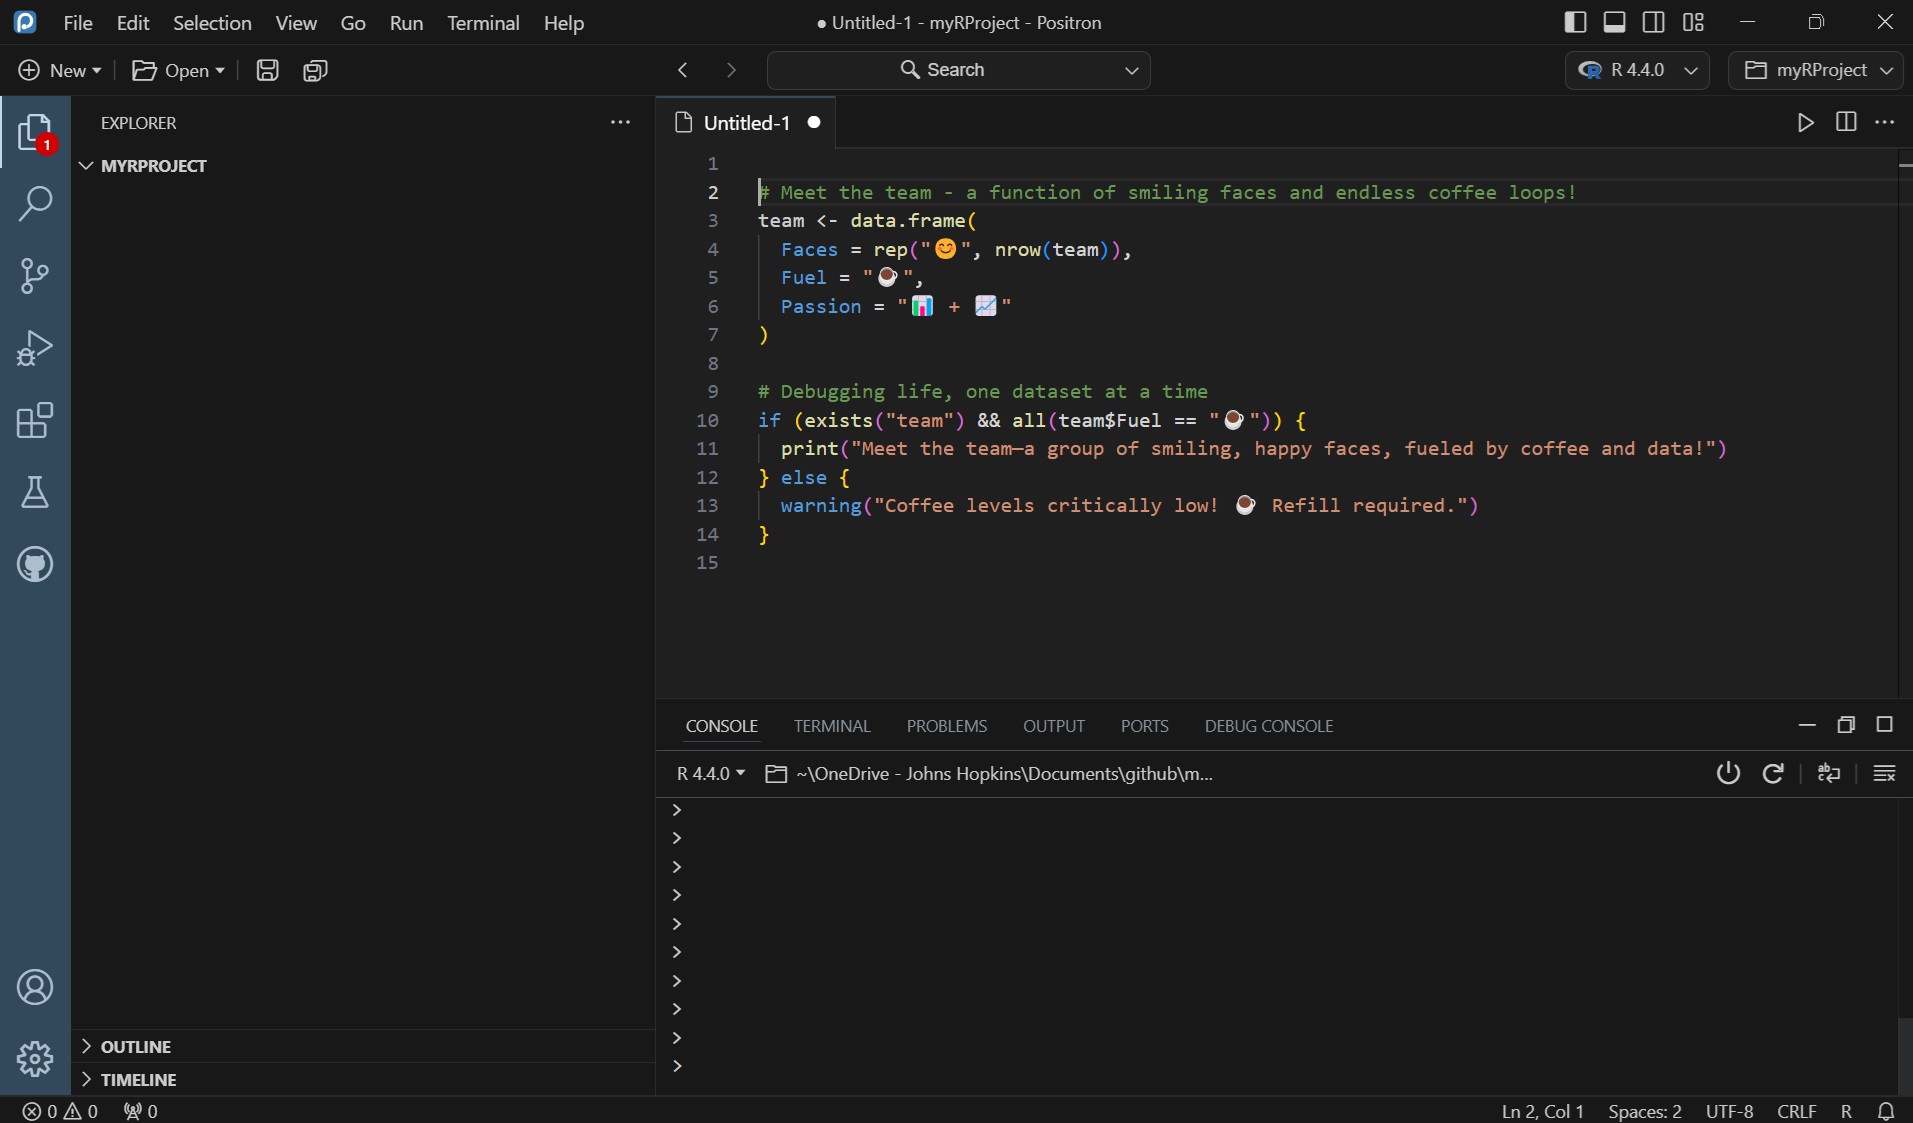 File Edit Selection View Go Run Terminal Help
● Untitled-1 - myRProject - Positron
New Open Search R 4.4.0 myRProject
1
EXPLORER
MYRPROJECT
Untitled-1 ●
1
2 # Meet the team - a function of smiling faces and endless coffee loops!
3 team <- data.frame(
4 Faces = rep("😊", nrow(team)),
5 Fuel = "☕",
6 Passion = "📊 + 📈"
7 )
8
9 # Debugging life, one dataset at a time
10 if (exists("team") && all(team$Fuel == "☕")) {
11 print("Meet the team—a group of smiling, happy faces, fueled by coffee and data!")
12 } else {
13 warning("Coffee levels critically low! ☕ Refill required.")
14 }
15
CONSOLE TERMINAL PROBLEMS OUTPUT PORTS DEBUG CONSOLE
R 4.4.0 ~\OneDrive - Johns Hopkins\Documents\github\m...
>
>
>
>
>
>
>
>
>
>
OUTLINE
TIMELINE
0 0 0 Ln 2, Col 1 Spaces: 2 UTF-8 CRLF R